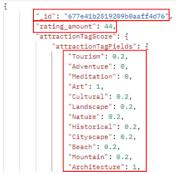 {
"_id": "677e41b2519209b0aaff4d76",
"rating_amount": 44,
"attractionTagScore": {
"attractionTagFields": {
"Tourism": 0.2,
"Adventure": 0,
"Meditation": 0,
"Art": 1,
"Cultural": 0.2,
"Landscape": 0.2,
"Nature": 0.2,
"Historical": 0.2,
"Cityscape": 0.2,
"Beach": 0.2,
"Mountain": 0.2,
"Architecture": 1,